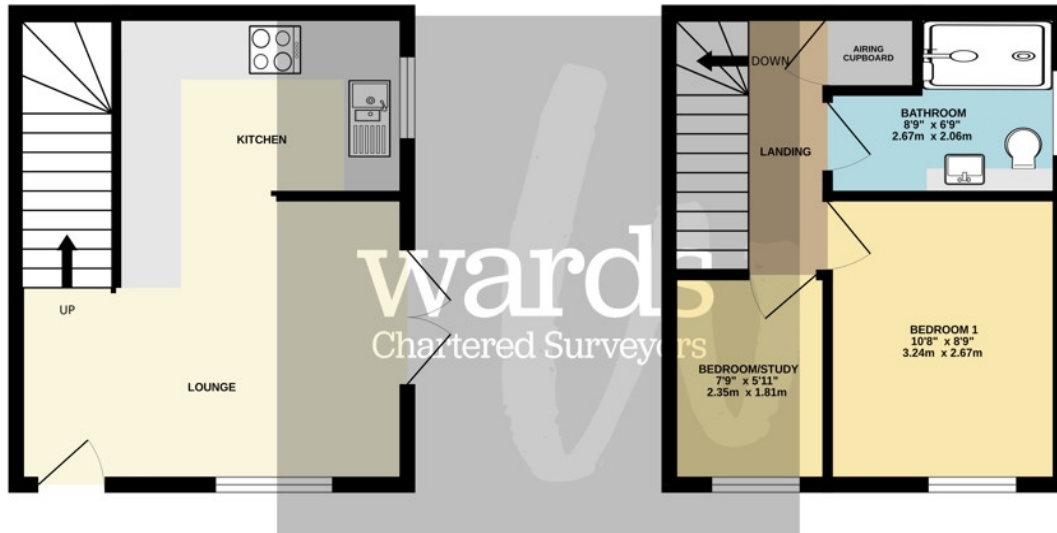 KITCHEN
UP
LOUNGE
wards
Chartered Surveyors
DOWN
AIRING
CUPBOARD
LANDING
BATHROOM
8'9" x 6'9"
2.67m x 2.06m
BEDROOM 1
10'8" x 8'9"
3.24m x 2.67m
BEDROOM/STUDY
7'9" x 5'11"
2.35m x 1.81m